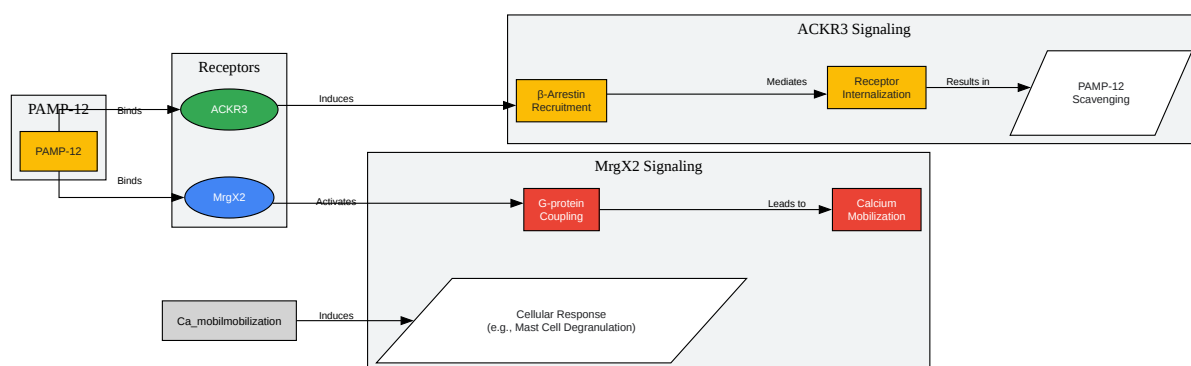 ACKR3 Signaling
Receptors
PAMP-12
PAMP-12
Binds
Binds
ACKR3
MrgX2
Induces
β-Arrestin
Recruitment
Mediates
Receptor
Internalization
Results in
PAMP-12
Scavenging
MrgX2 Signaling
Activates
G-protein
Coupling
Leads to
Calcium
Mobilization
Ca_mobilmobilization
Induces
Cellular Response
(e.g., Mast Cell Degranulation)